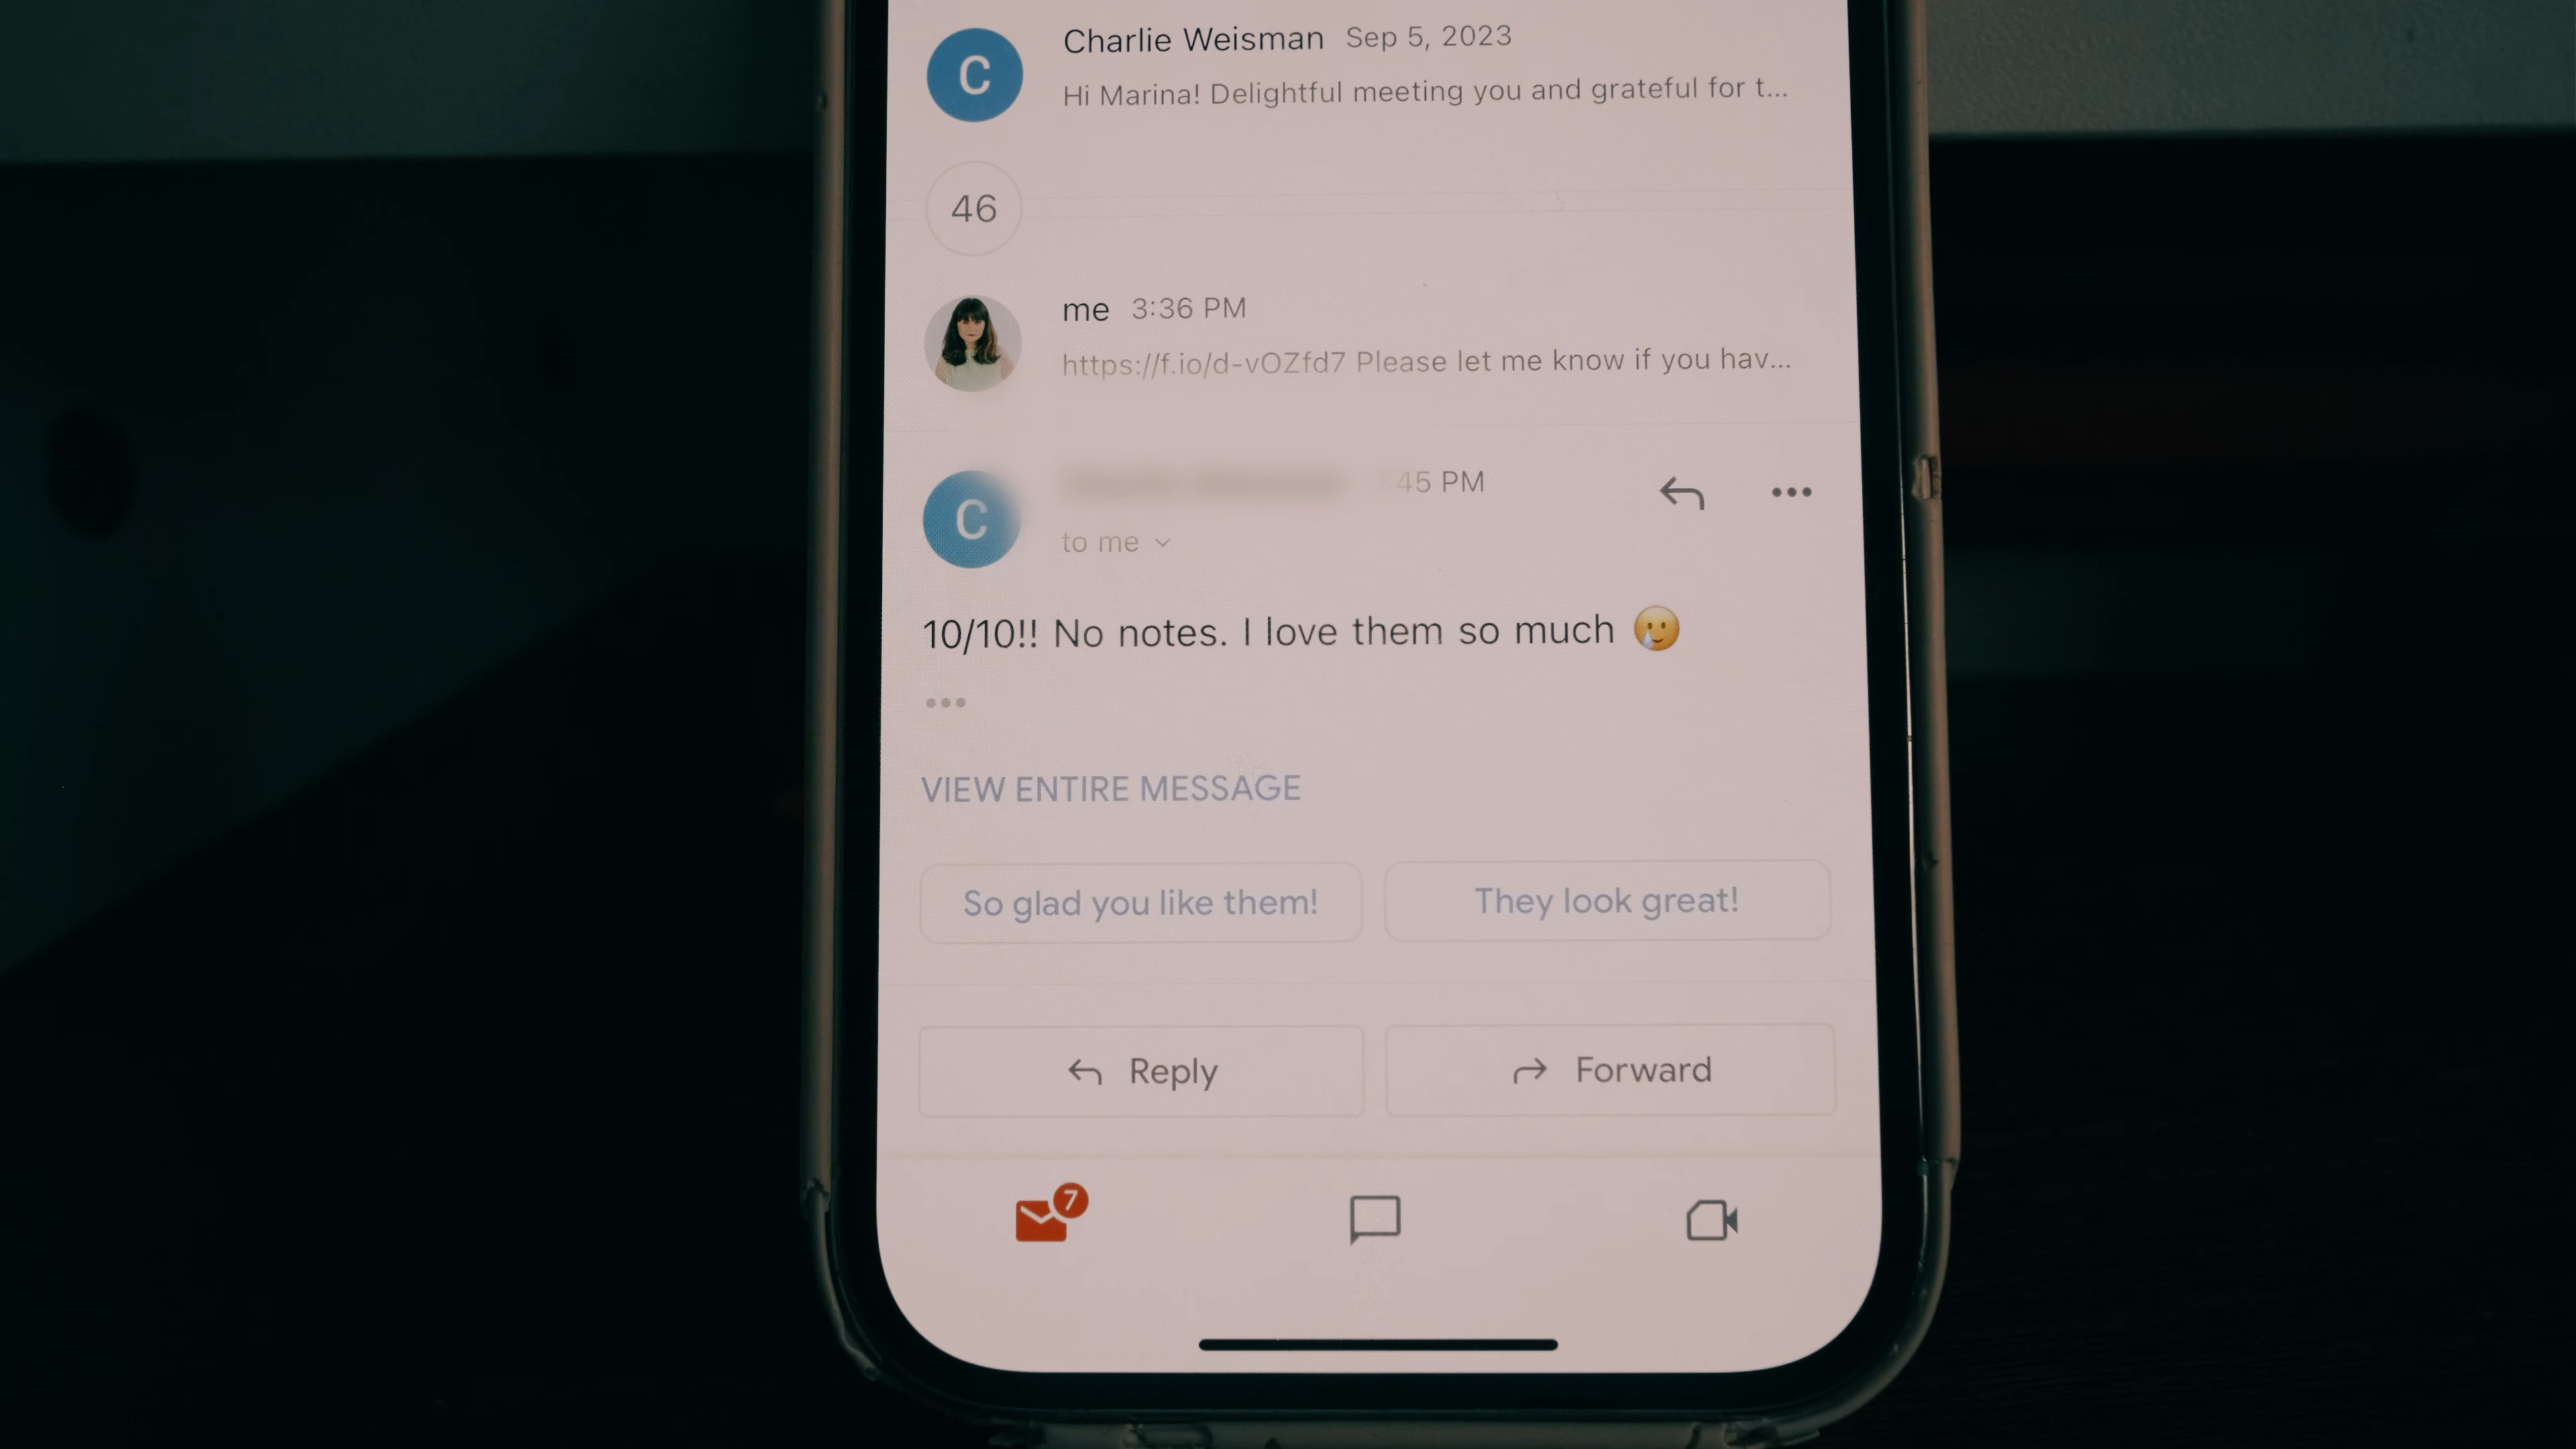 C
Charlie Weisman Sep 5, 2023
Hi Marina! Delightful meeting you and grateful for t...
46
me 3:36 PM
https://f.io/d-vOZfd7 Please let me know if you hav...
C
45 PM
to me
10/10!! No notes. I love them so much 🥲
VIEW ENTIRE MESSAGE
So glad you like them!
They look great!
Reply
Forward
7